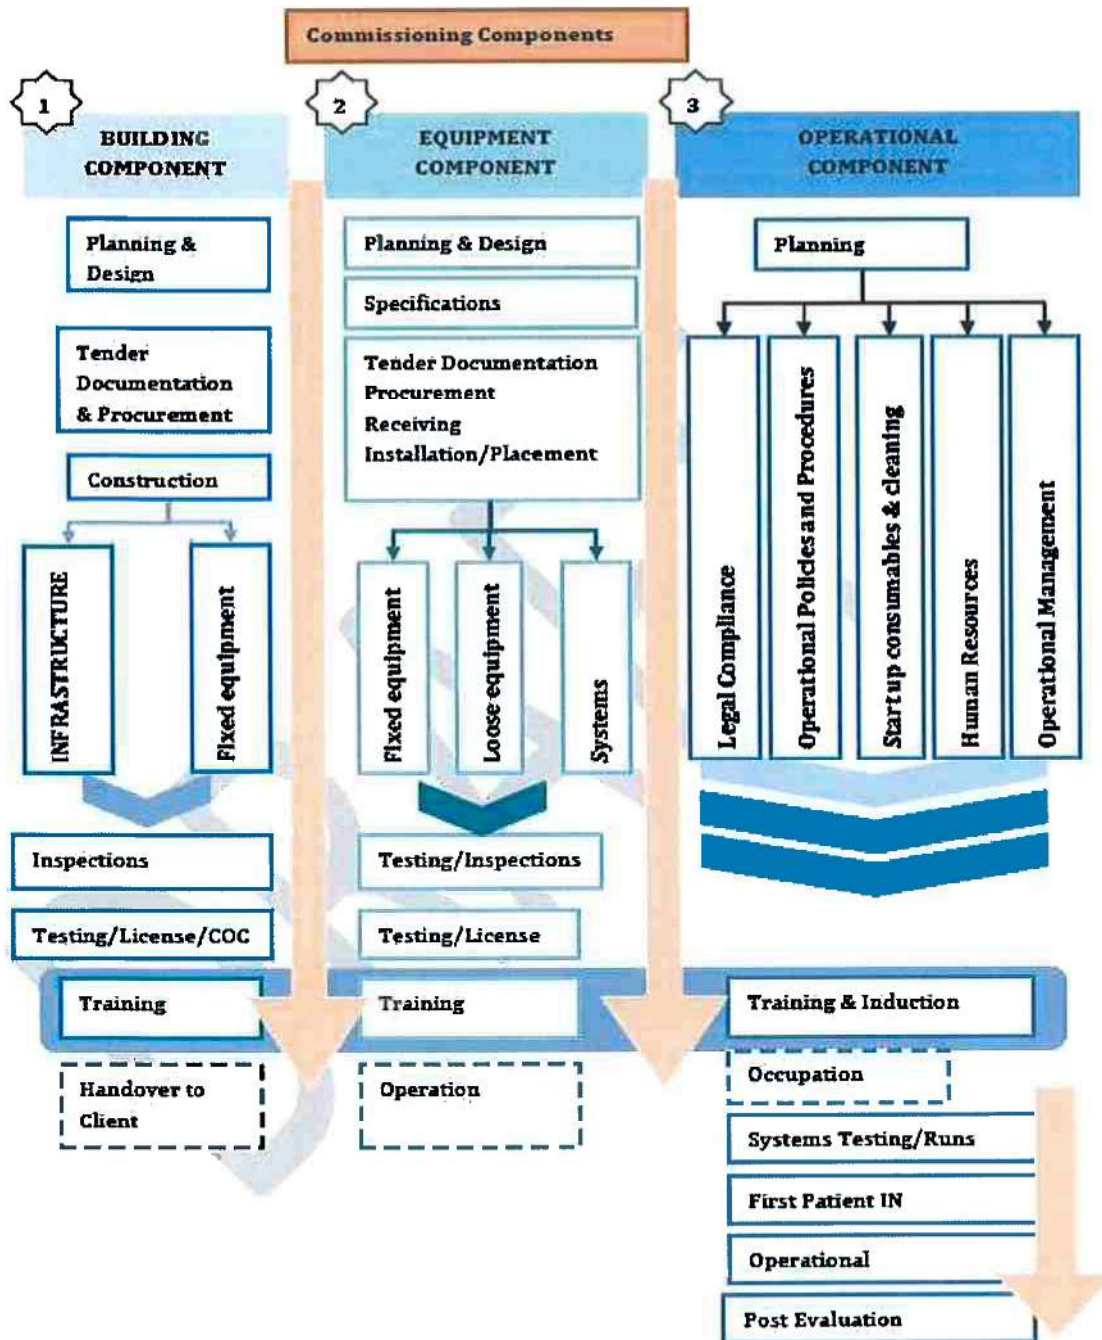 Commissioning Components
1
BUILDING
COMPONENT
Planning &
Design
Tender
Documentation
& Procurement
Construction
INFRASTRUCTURE
Fixed equipment
Inspections
Testing/License/COC
Training
Handover to
Client
2
EQUIPMENT
COMPONENT
Planning & Design
Specifications
Tender Documentation
Procurement
Receiving
Installation/Placement
Fixed equipment
Loose equipment
Systems
Testing/Inspections
Testing/License
Training
Operation
3
OPERATIONAL
COMPONENT
Planning
Legal Compliance
Operational Policies and Procedures
Start up consumables & cleaning
Human Resources
Operational Management
Training & Induction
Occupation
Systems Testing/Runs
First Patient IN
Operational
Post Evaluation